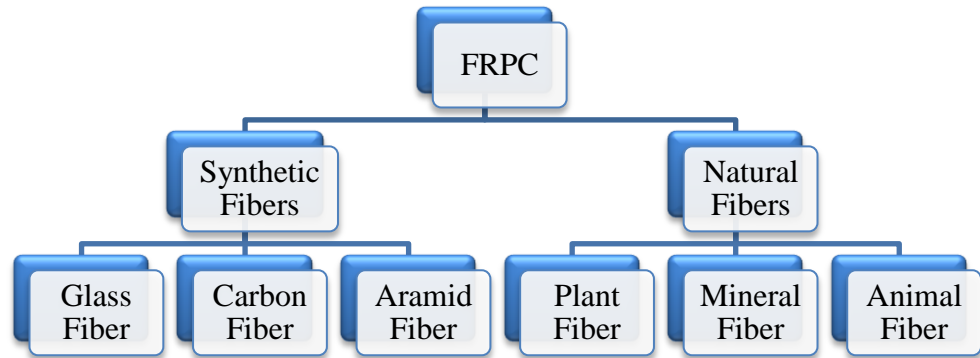 FRPC
Synthetic
Fibers
Natural
Fibers
Glass
Fiber
Carbon
Fiber
Aramid
Fiber
Plant
Fiber
Mineral
Fiber
Animal
Fiber